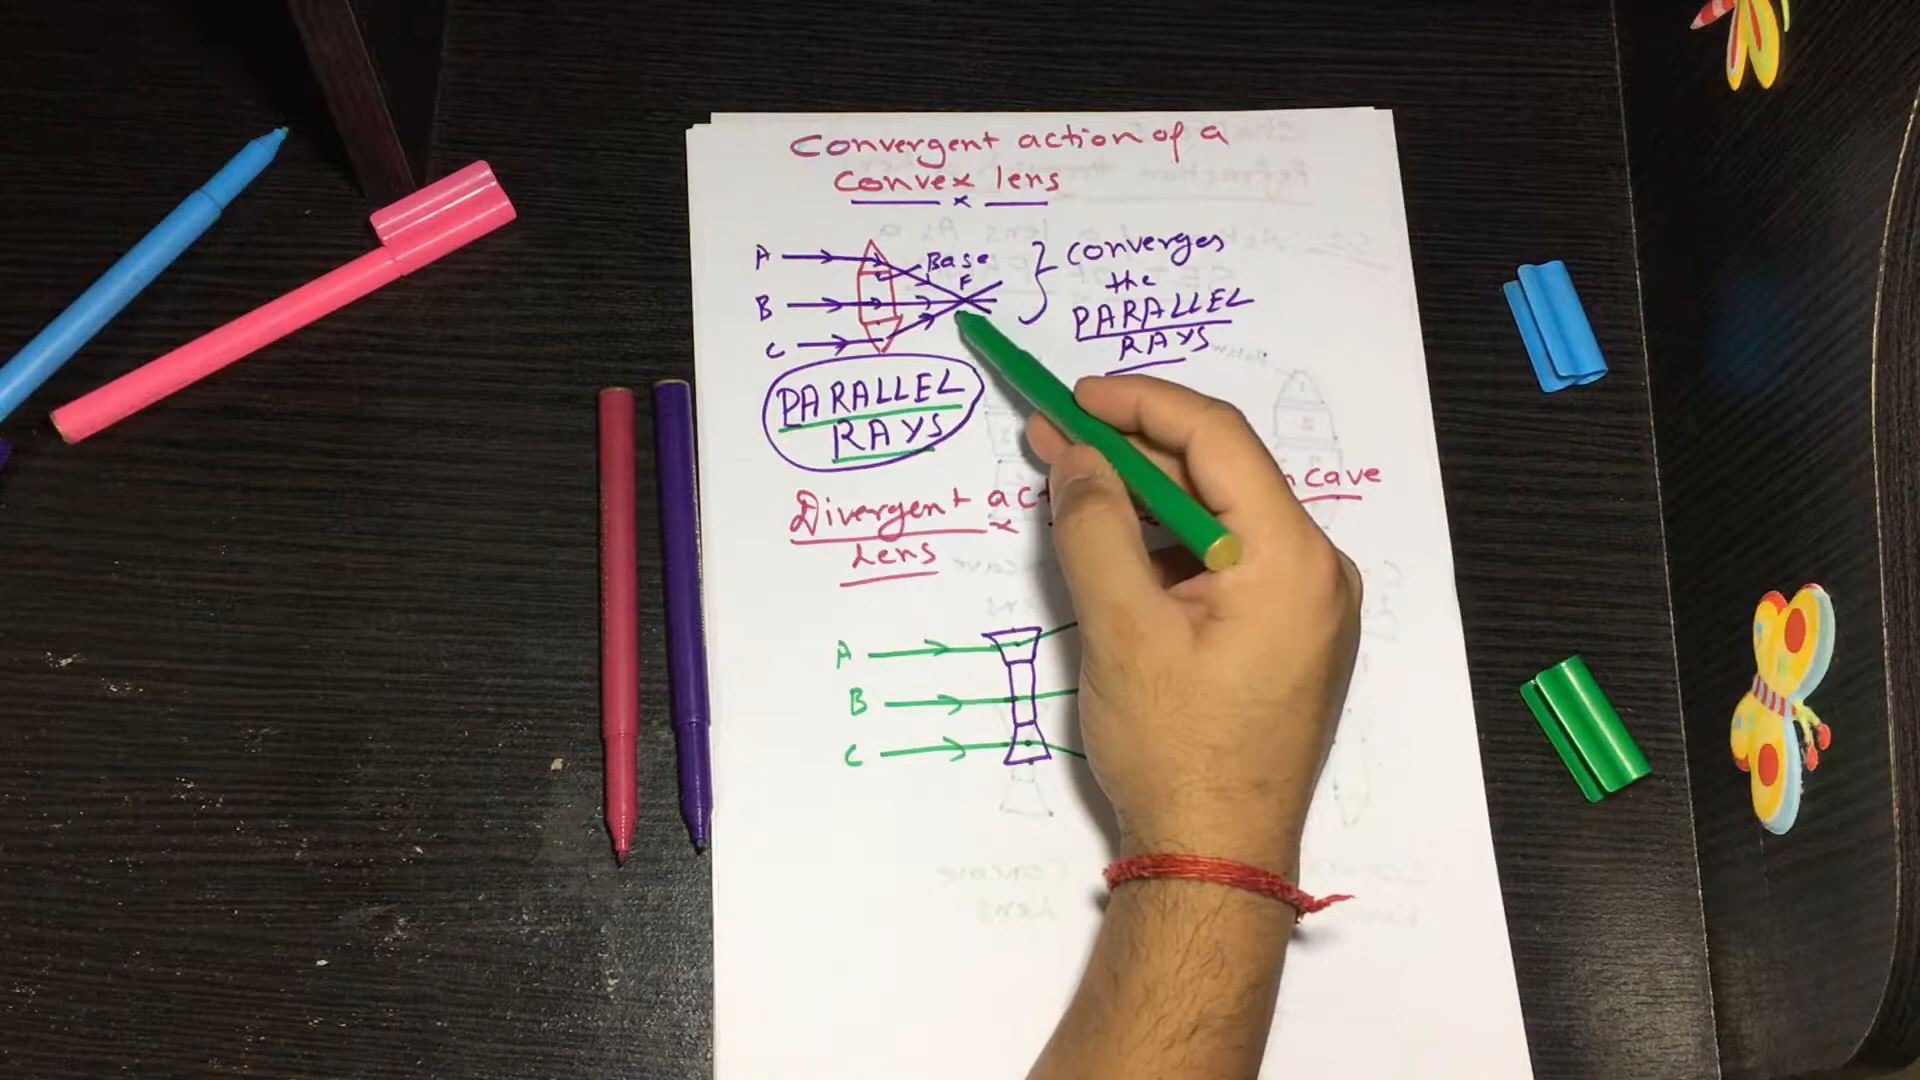 Convergent action of a
Convex lens
A
Base
F
B
C
Converges
the
PARALLEL
RAYS
PARALLEL
RAYS
Divergent
Lens
A
B
C